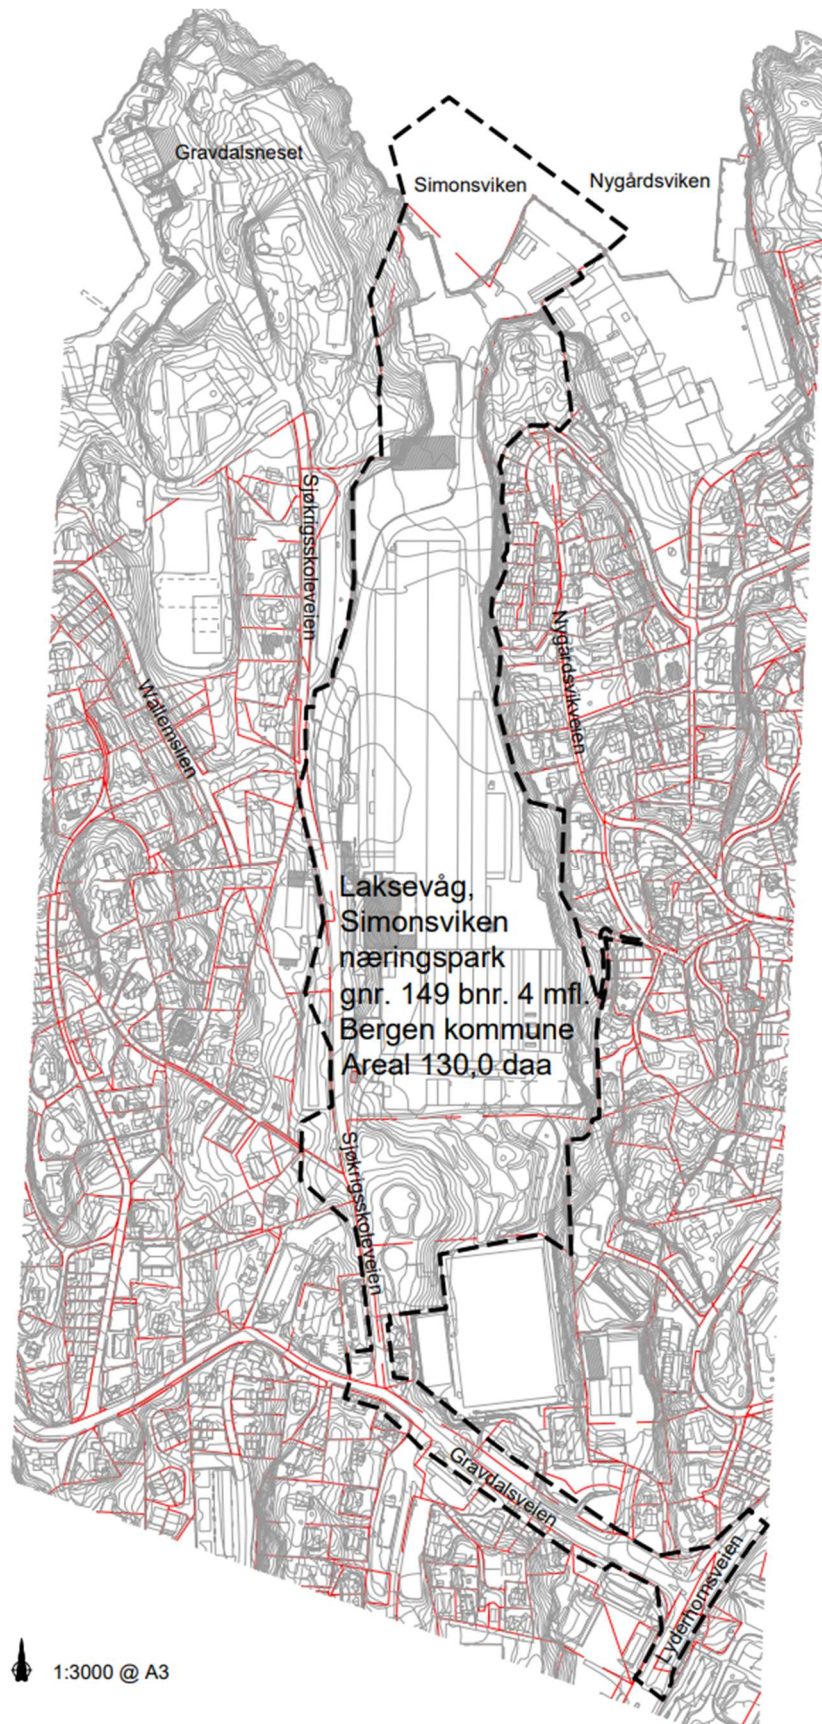 Gravdalsneset
Simonsviken
Nygårdsviken
Sjøkrigsskoleveien
Nygårdsvikveien
Wallemslien
Laksevåg,
Simonsviken
næringspark
gnr. 149 bnr. 4 mfl.
Bergen kommune
Areal 130,0 daa
Sjøkrigsskoleveien
Gravdalsveien
Lyderhornsveien
1:3000 @ A3